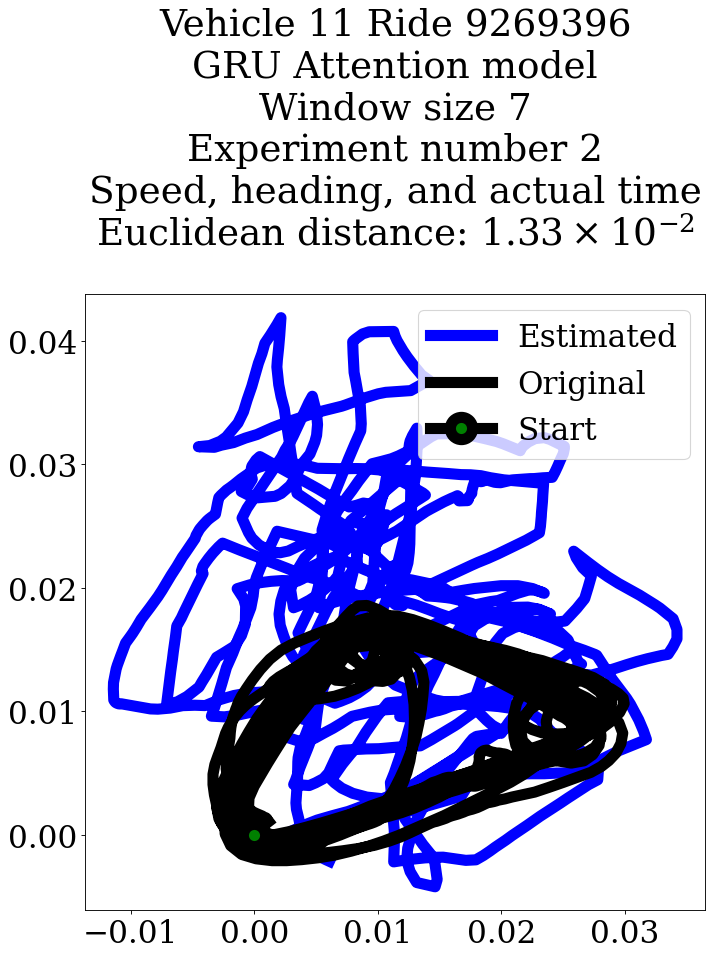 Vehicle 11 Ride 9269396
GRU Attention model
Window size 7
Experiment number 2
Speed, heading, and actual time
Euclidean distance: 1.33 × 10⁻²
Estimated
Original
Start
0.04
0.03
0.02
0.01
0.00
−0.01 0.00 0.01 0.02 0.03